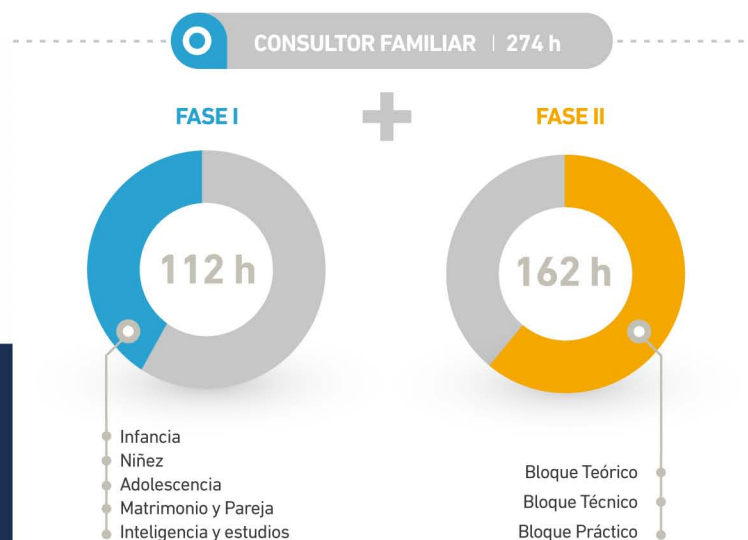 CONSULTOR FAMILIAR | 274 h
FASE I
FASE II
112 h
162 h
Infancia
Niñez
Adolescencia
Matrimonio y Pareja
Inteligencia y estudios
Bloque Teórico
Bloque Técnico
Bloque Práctico